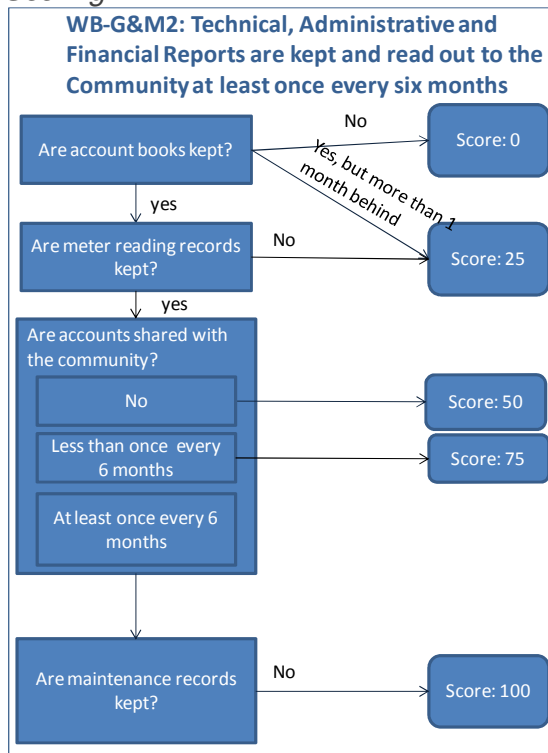 WB-G&M2: Technical, Administrative and
Financial Reports are kept and read out to the
Community at least once every six months
No
Are account books kept?
Score: 0
Yes, but more than 1
month behind
yes
Are meter reading records
kept?
No
Score: 25
yes
Are accounts shared with
the community?
No
Score: 50
Less than once every
6 months
Score: 75
At least once every 6
months
Are maintenance records
kept?
No
Score: 100